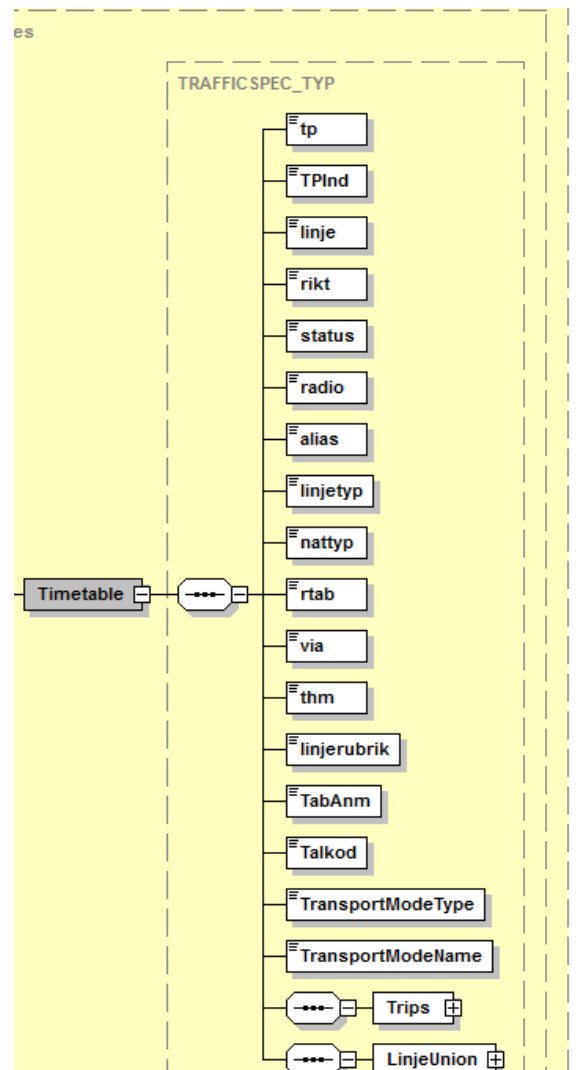 es
TRAFFICSPEC_TYP
tp
TPInd
linje
rikt
status
radio
alias
linjetyp
nattyp
Timetable
rtab
via
thm
linjerubrik
TabAnm
Talkod
TransportModeType
TransportModeName
Trips
LinjeUnion